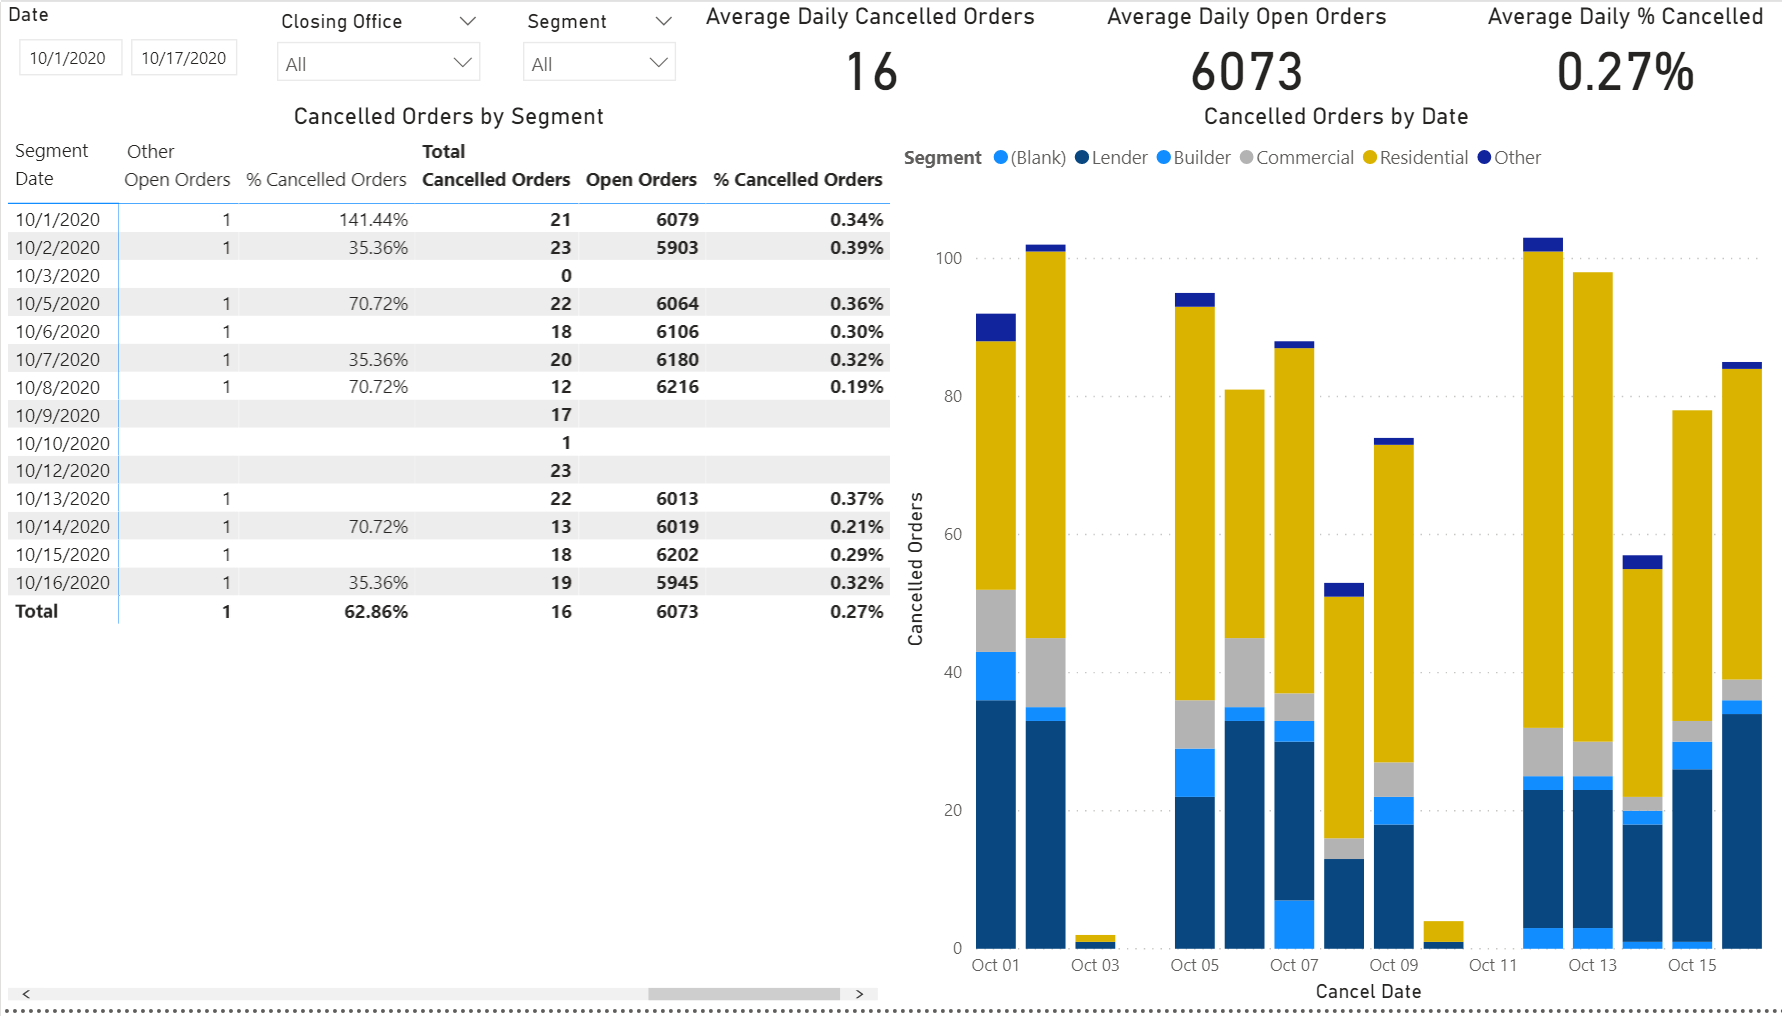 Date
10/1/2020 10/17/2020
Closing Office
All
Segment
All
Average Daily Cancelled Orders
16
Average Daily Open Orders
6073
Average Daily % Cancelled
0.27%
Cancelled Orders by Segment
Segment Other Total
Date Open Orders % Cancelled Orders Cancelled Orders Open Orders % Cancelled Orders
10/1/2020 1 141.44% 21 6079 0.34%
10/2/2020 1 35.36% 23 5903 0.39%
10/3/2020 0
10/5/2020 1 70.72% 22 6064 0.36%
10/6/2020 1 18 6106 0.30%
10/7/2020 1 35.36% 20 6180 0.32%
10/8/2020 1 70.72% 12 6216 0.19%
10/9/2020 17
10/10/2020 1
10/12/2020 23
10/13/2020 1 22 6013 0.37%
10/14/2020 1 70.72% 13 6019 0.21%
10/15/2020 1 18 6202 0.29%
10/16/2020 1 35.36% 19 5945 0.32%
Total 1 62.86% 16 6073 0.27%
Cancelled Orders by Date
Segment (Blank) Lender Builder Commercial Residential Other
Cancelled Orders
100
80
60
40
20
0
Oct 01 Oct 03 Oct 05 Oct 07 Oct 09 Oct 11 Oct 13 Oct 15
Cancel Date